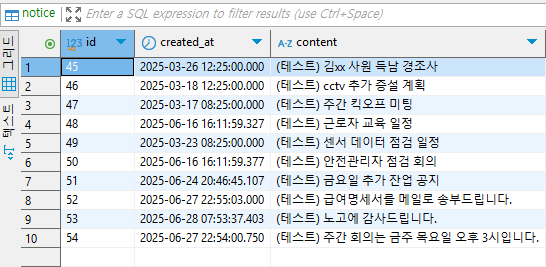 notice Enter a SQL expression to filter results (use Ctrl+Space)
그리드
텍스트
123 id created_at A-Z content
1 45 2025-03-26 12:25:00.000 (테스트) 김xx 사원 득남 경조사
2 46 2025-03-18 12:25:00.000 (테스트) cctv 추가 증설 계획
3 47 2025-03-17 08:25:00.000 (테스트) 주간 킥오프 미팅
4 48 2025-06-16 16:11:59.327 (테스트) 근로자 교육 일정
5 49 2025-03-23 08:25:00.000 (테스트) 센서 데이터 점검 일정
6 50 2025-06-16 16:11:59.377 (테스트) 안전관리자 점검 회의
7 51 2025-06-24 20:46:45.107 (테스트) 금요일 추가 잔업 공지
8 52 2025-06-27 22:55:03.000 (테스트) 급여명세서를 메일로 송부드립니다.
9 53 2025-06-28 07:53:37.403 (테스트) 노고에 감사드립니다.
10 54 2025-06-27 22:54:00.750 (테스트) 주간 회의는 금주 목요일 오후 3시입니다.